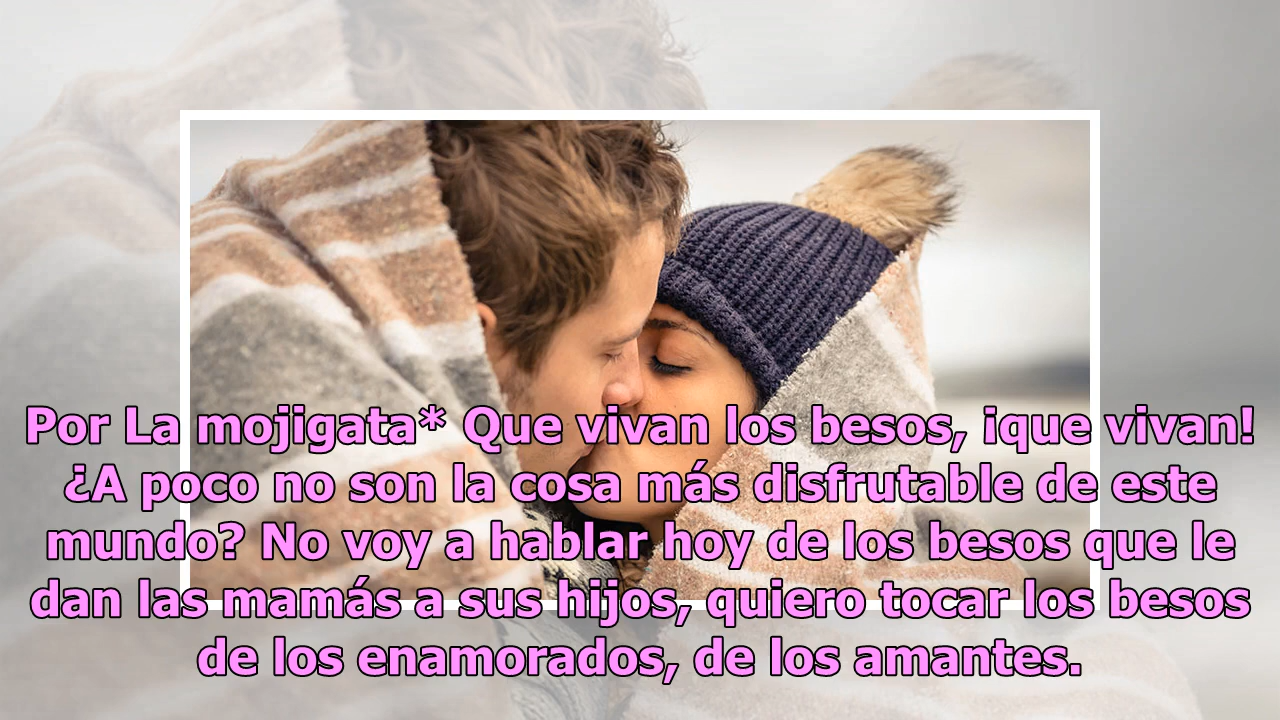 Por La mojigata* Que vivan los besos, ¡que vivan!
¿A poco no son la cosa más disfrutable de este
mundo? No voy a hablar hoy de los besos que le
dan las mamás a sus hijos, quiero tocar los besos
de los enamorados, de los amantes.